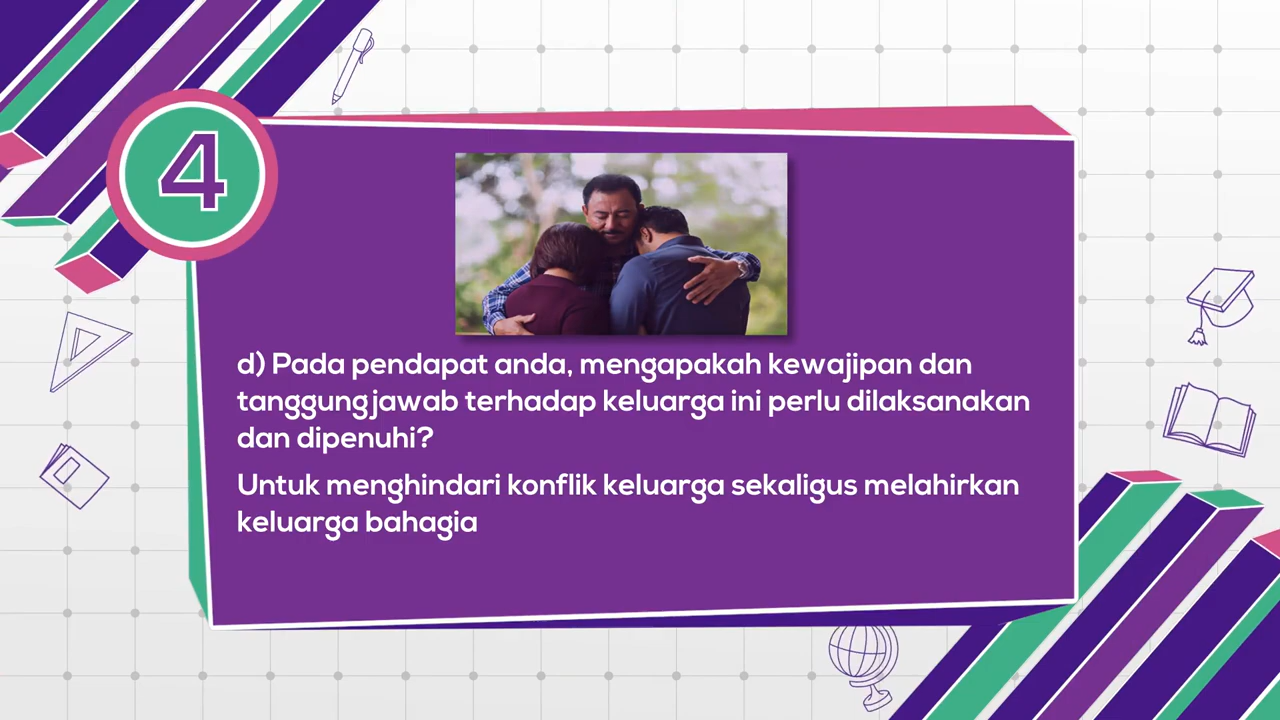 4
d) Pada pendapat anda, mengapakah kewajipan dan
tanggungjawab terhadap keluarga ini perlu dilaksanakan
dan dipenuhi?
Untuk menghindari konflik keluarga sekaligus melahirkan
keluarga bahagia